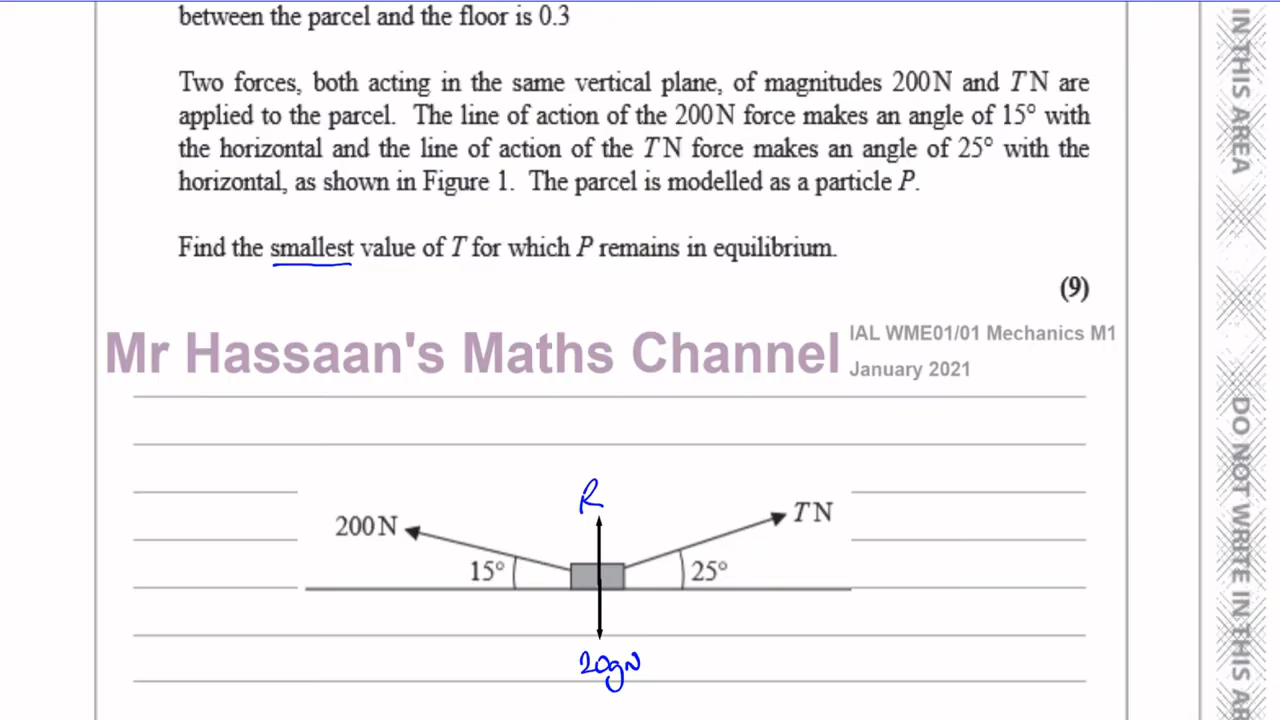 between the parcel and the floor is 0.3
Two forces, both acting in the same vertical plane, of magnitudes 200 N and T N are
applied to the parcel. The line of action of the 200 N force makes an angle of 15° with
the horizontal and the line of action of the T N force makes an angle of 25° with the
horizontal, as shown in Figure 1. The parcel is modelled as a particle P.
Find the smallest value of T for which P remains in equilibrium.
(9)
Mr Hassaan's Maths Channel
IAL WME01/01 Mechanics M1
January 2021
R
200 N
T N
15°
25°
20gN
IN THIS AREA
DO NOT WRITE IN THIS AR